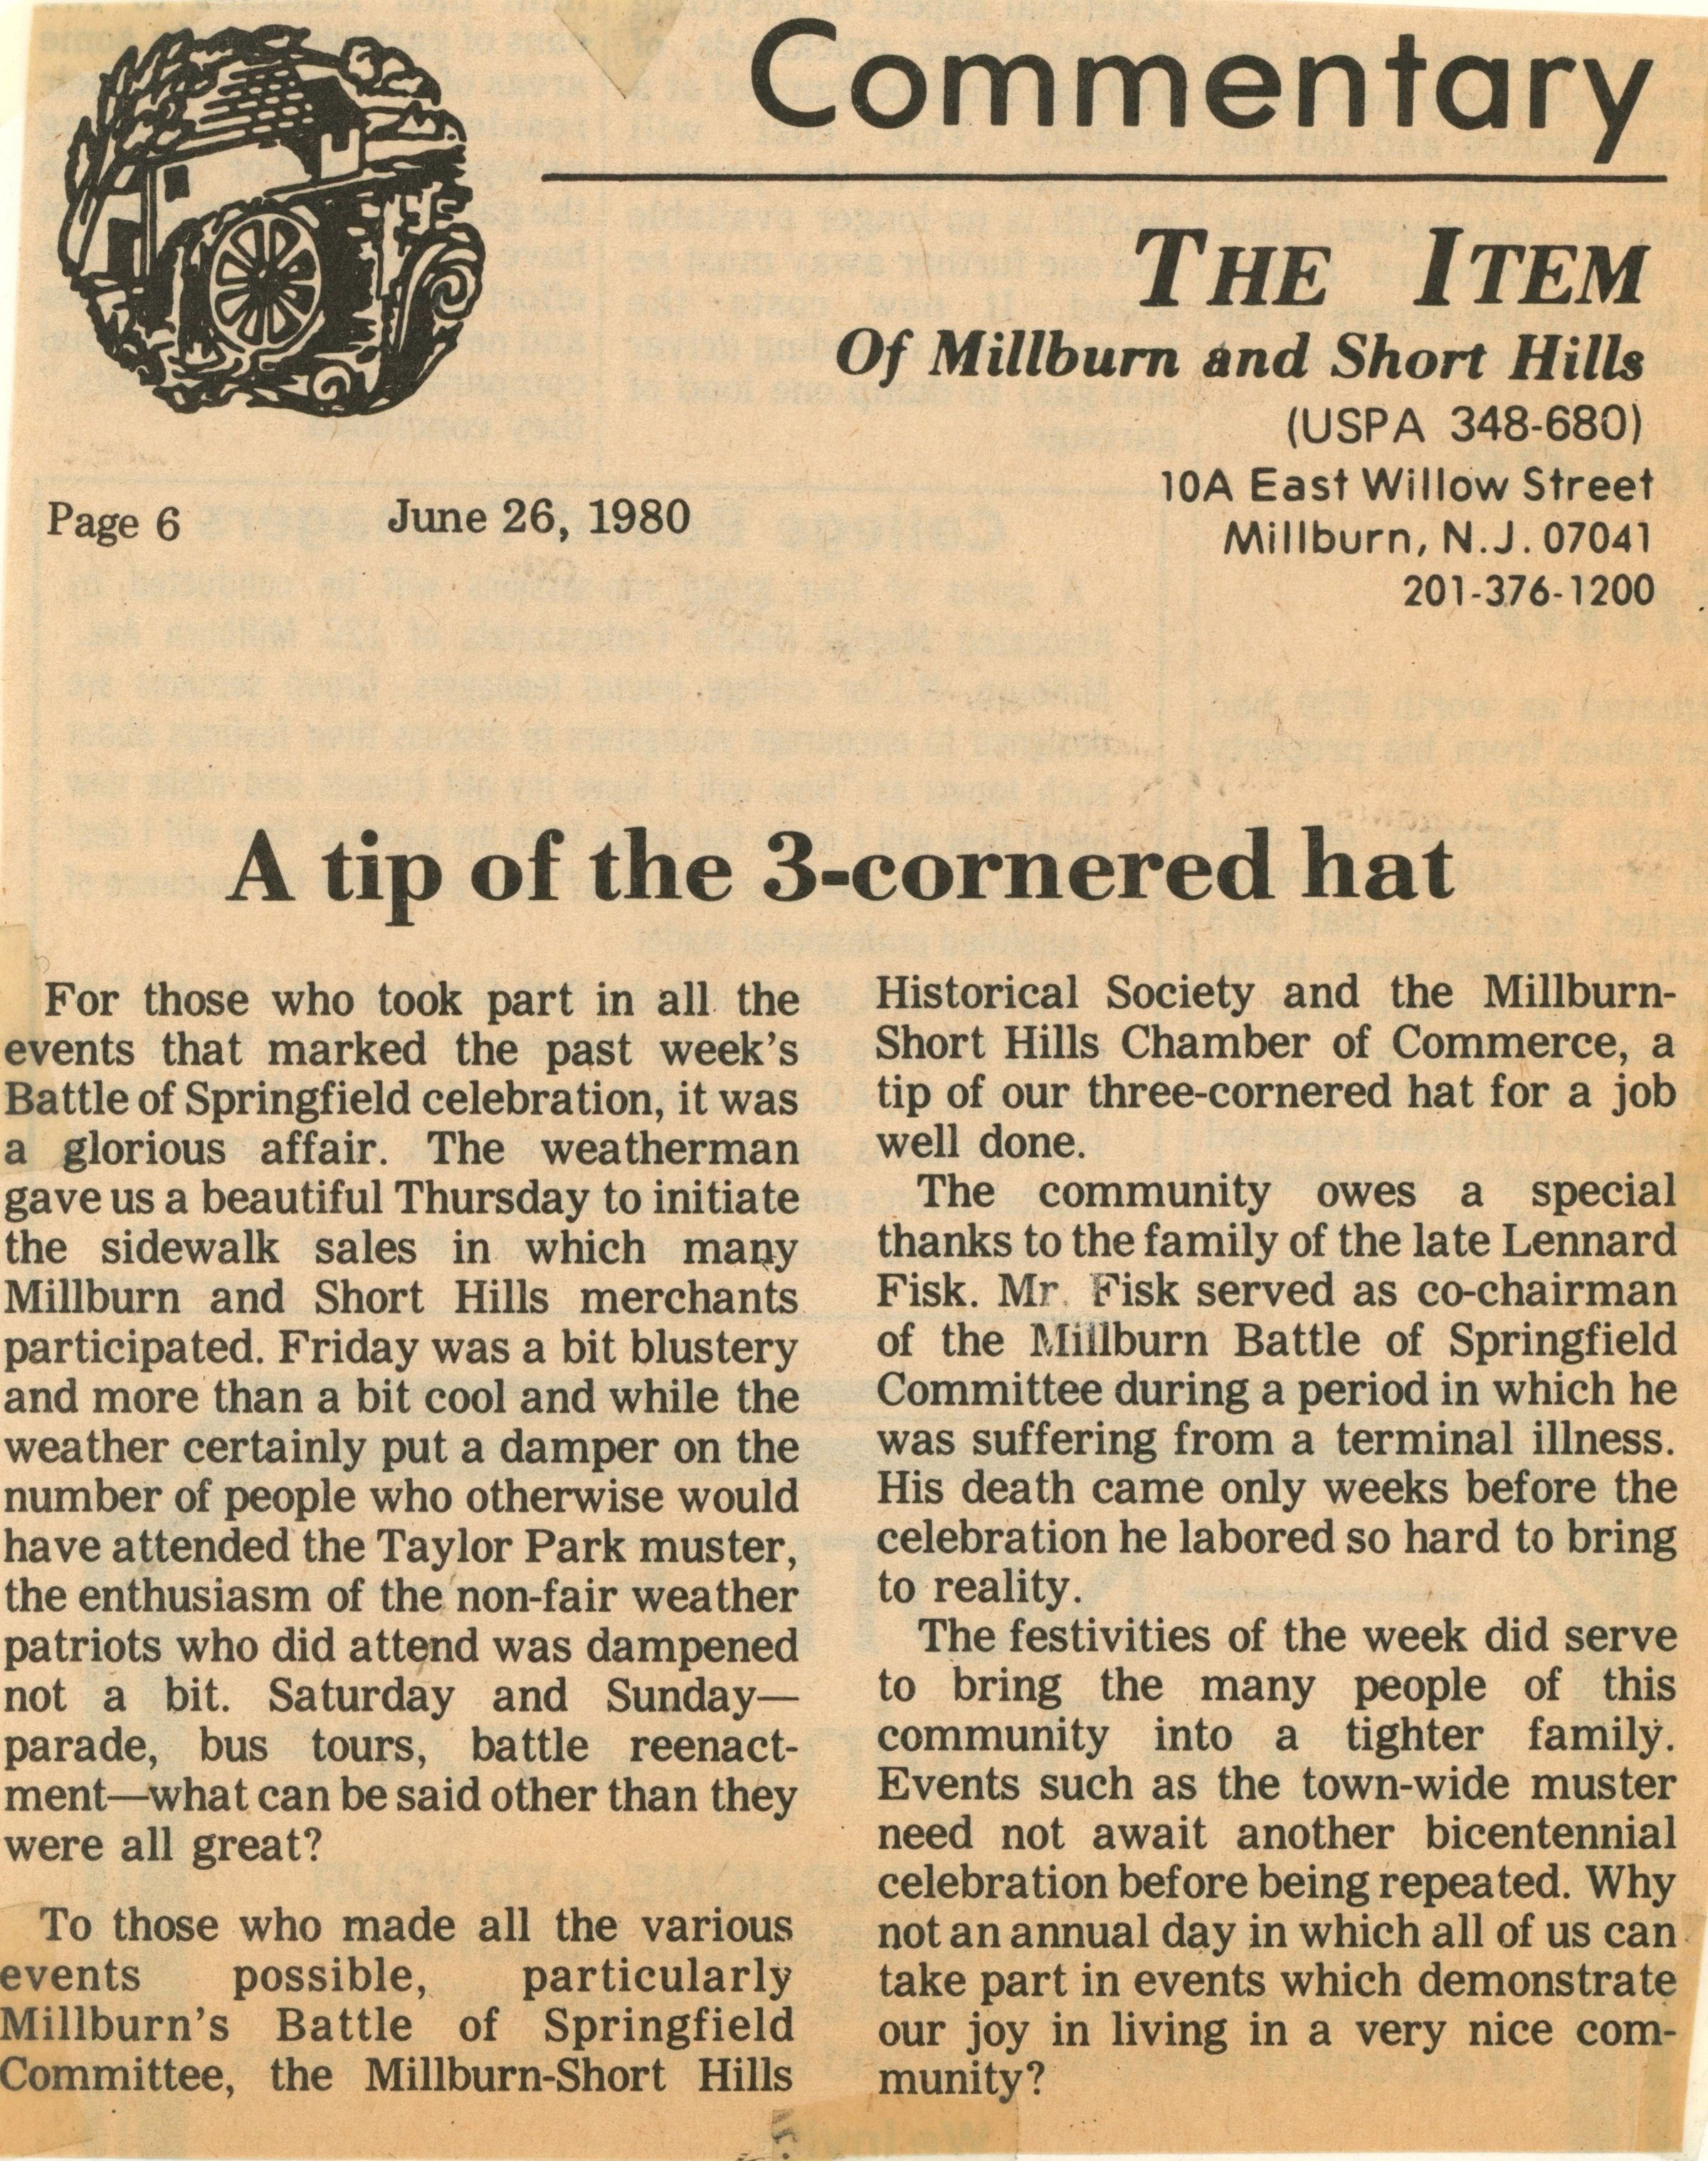 Commentary
THE ITEM
Of Millburn and Short Hills
(USPA 348-680)
10A East Willow Street
Millburn, N.J. 07041
201-376-1200
Page 6 June 26, 1980
A tip of the 3-cornered hat
For those who took part in all the
events that marked the past week's
Battle of Springfield celebration, it was
a glorious affair. The weatherman
gave us a beautiful Thursday to initiate
the sidewalk sales in which many
Millburn and Short Hills merchants
participated. Friday was a bit blustery
and more than a bit cool and while the
weather certainly put a damper on the
number of people who otherwise would
have attended the Taylor Park muster,
the enthusiasm of the non-fair weather
patriots who did attend was dampened
not a bit. Saturday and Sunday—
parade, bus tours, battle reenact-
ment—what can be said other than they
were all great?
To those who made all the various
events possible, particularly
Millburn's Battle of Springfield
Committee, the Millburn-Short Hills
Historical Society and the Millburn-
Short Hills Chamber of Commerce, a
tip of our three-cornered hat for a job
well done.
The community owes a special
thanks to the family of the late Lennard
Fisk. Mr. Fisk served as co-chairman
of the Millburn Battle of Springfield
Committee during a period in which he
was suffering from a terminal illness.
His death came only weeks before the
celebration he labored so hard to bring
to reality.
The festivities of the week did serve
to bring the many people of this
community into a tighter family.
Events such as the town-wide muster
need not await another bicentennial
celebration before being repeated. Why
not an annual day in which all of us can
take part in events which demonstrate
our joy in living in a very nice com-
munity?